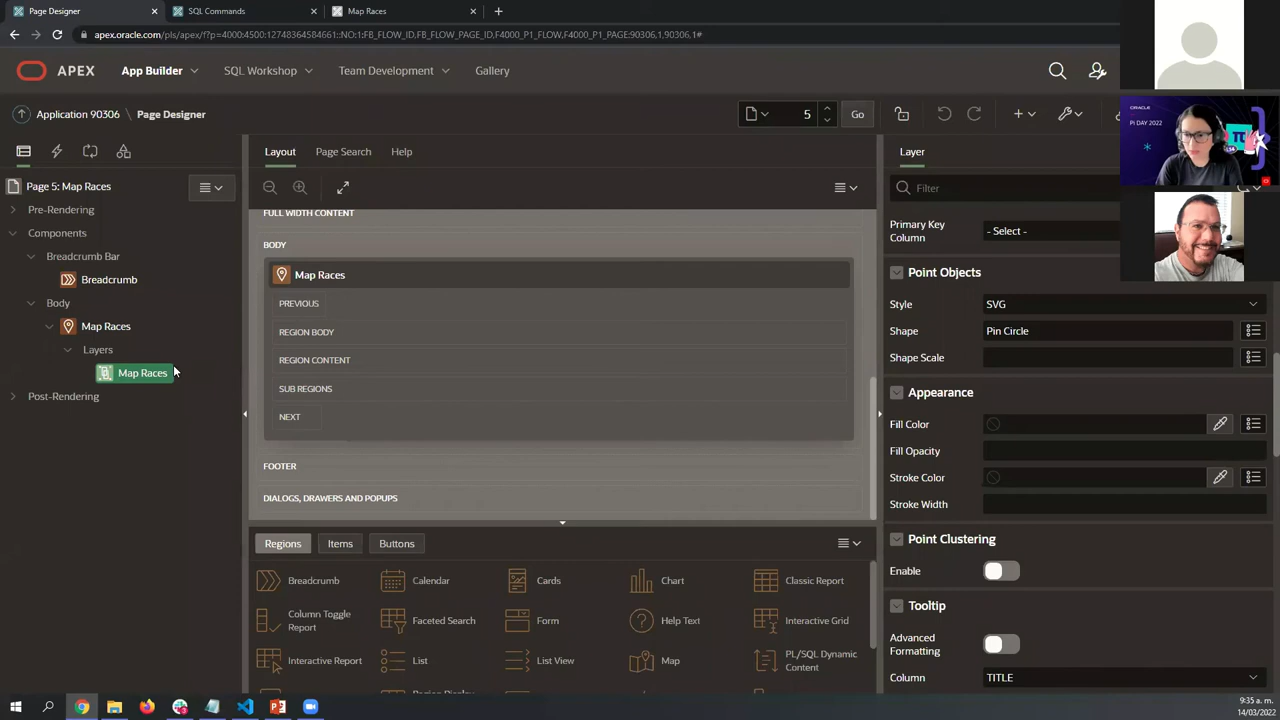 Page Designer
SQL Commands
Map Races
apex.oracle.com/pls/apex/f?p=4000:4500:12748364584661::NO:1:FB_FLOW_ID,FB_FLOW_PAGE_ID,F4000_P1_FLOW,F4000_P1_PAGE:90306,1,90306,1#
APEX
App Builder
SQL Workshop
Team Development
Gallery
Application 90306 \ Page Designer
5
Go
ORACLE
PI DAY 2022
Layout
Page Search
Help
Layer
Filter
Page 5: Map Races
Pre-Rendering
Components
Breadcrumb Bar
Breadcrumb
Body
Map Races
Layers
Map Races
Post-Rendering
FULL WIDTH CONTENT
BODY
Map Races
PREVIOUS
REGION BODY
REGION CONTENT
SUB REGIONS
NEXT
FOOTER
DIALOGS, DRAWERS AND POPUPS
Regions
Items
Buttons
Breadcrumb
Calendar
Cards
Chart
Classic Report
Column Toggle
Report
Faceted Search
Form
Help Text
Interactive Grid
Interactive Report
List
List View
Map
PL/SQL Dynamic
Content
Region Display
Primary Key
Column
- Select -
Point Objects
Style
SVG
Shape
Pin Circle
Shape Scale
Appearance
Fill Color
Fill Opacity
Stroke Color
Stroke Width
Point Clustering
Enable
Tooltip
Advanced
Formatting
Column
TITLE
9:35 a. m.
14/03/2022